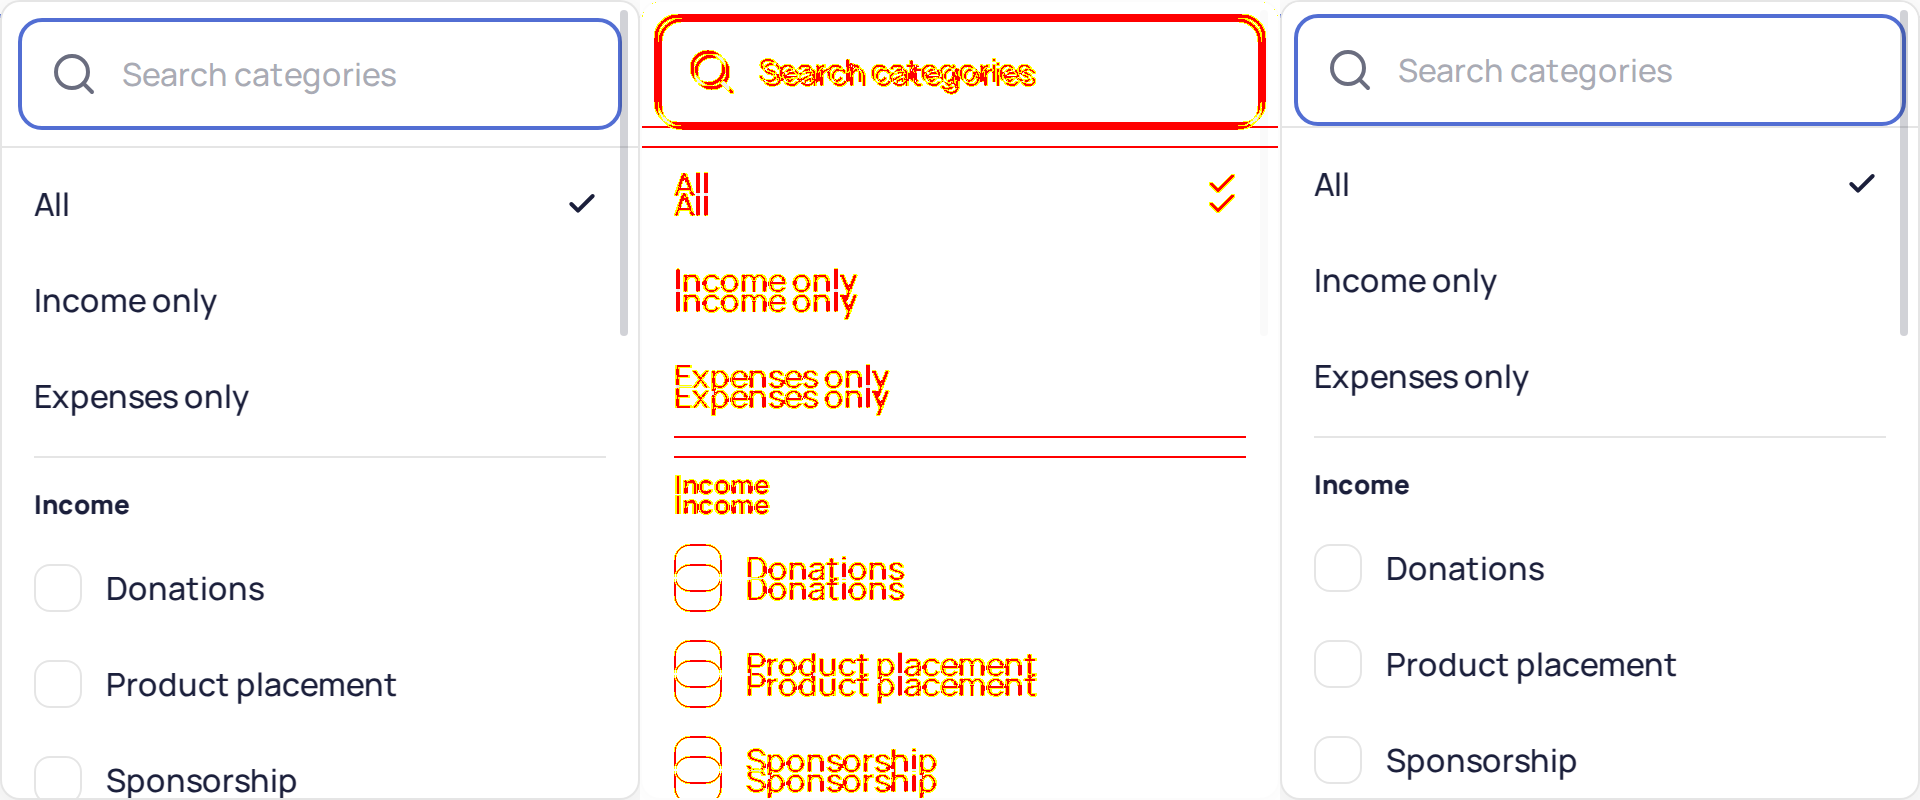 Search categories
All
Income only
Expenses only
Income
Donations
Product placement
Sponsorship
Search categories
All
All
Income only
Income only
Expenses only
Expenses only
Income
Income
Donations
Donations
Product placement
Product placement
Sponsorship
Sponsorship
Search categories
All
Income only
Expenses only
Income
Donations
Product placement
Sponsorship